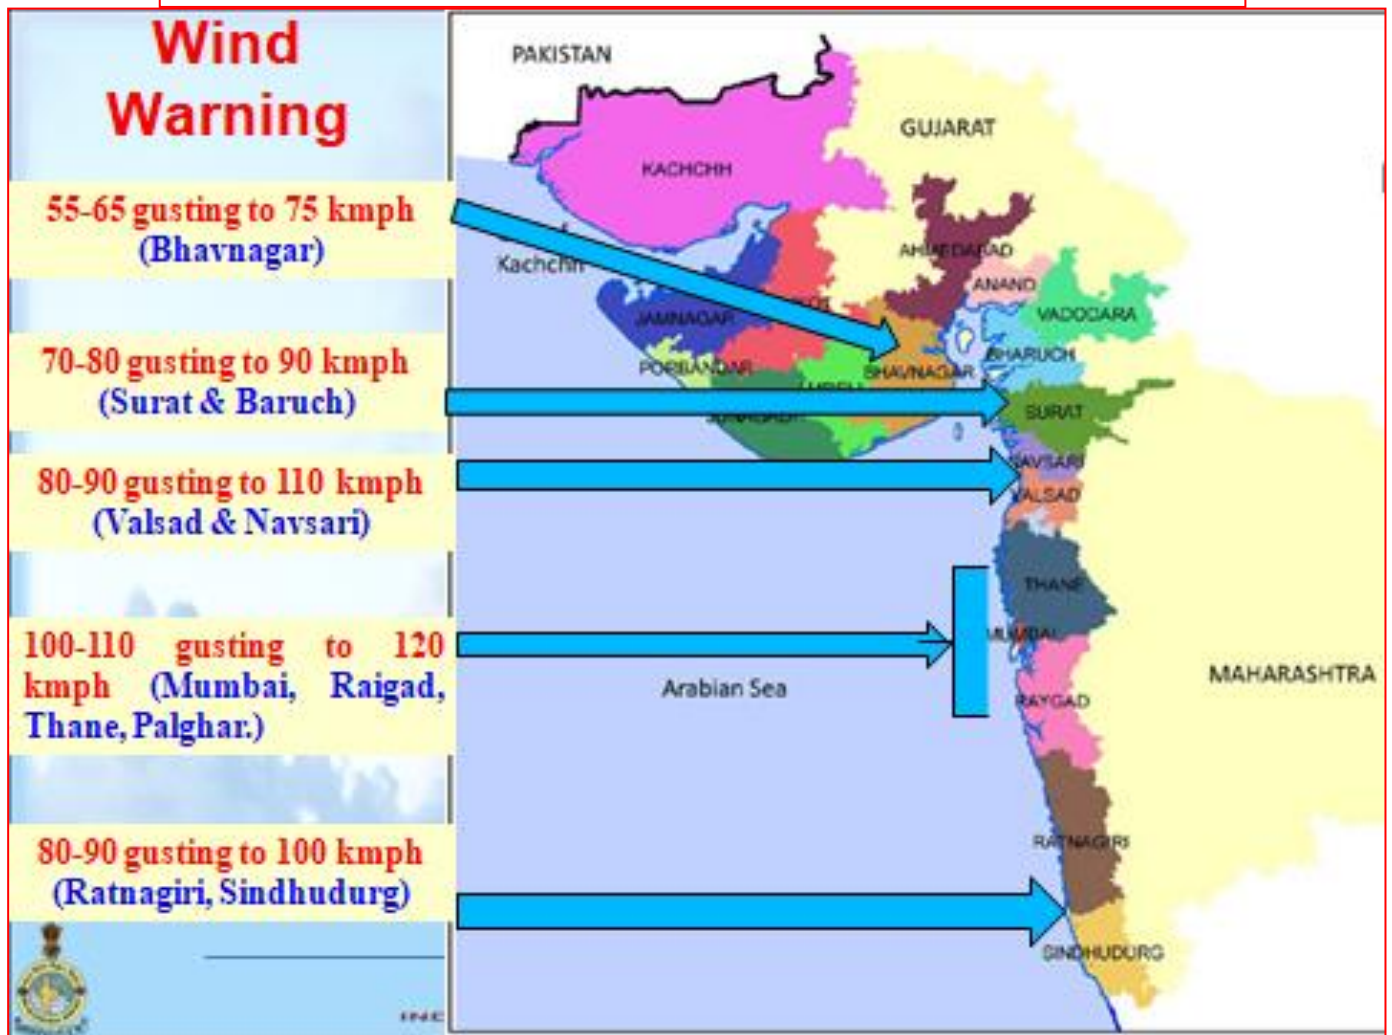 Wind
Warning
55-65 gusting to 75 kmph
(Bhavnagar)
70-80 gusting to 90 kmph
(Surat & Baruch)
80-90 gusting to 110 kmph
(Valsad & Navsari)
100-110 gusting to 120
kmph (Mumbai, Raigad,
Thane, Palghar.)
80-90 gusting to 100 kmph
(Ratnagiri, Sindhudurg)
PAKISTAN
GUJARAT
KACHCHH
Kachchh
AHMEDABAD
ANAND
VADODARA
JAMNAGAR
BHARUCH
PORBANDAR
BHAVNAGAR
SURAT
NAVSARI
VALSAD
THANE
MUMBAI
MAHARASHTRA
Arabian Sea
RAYGAD
RATNAGIRI
SINDHUDURG